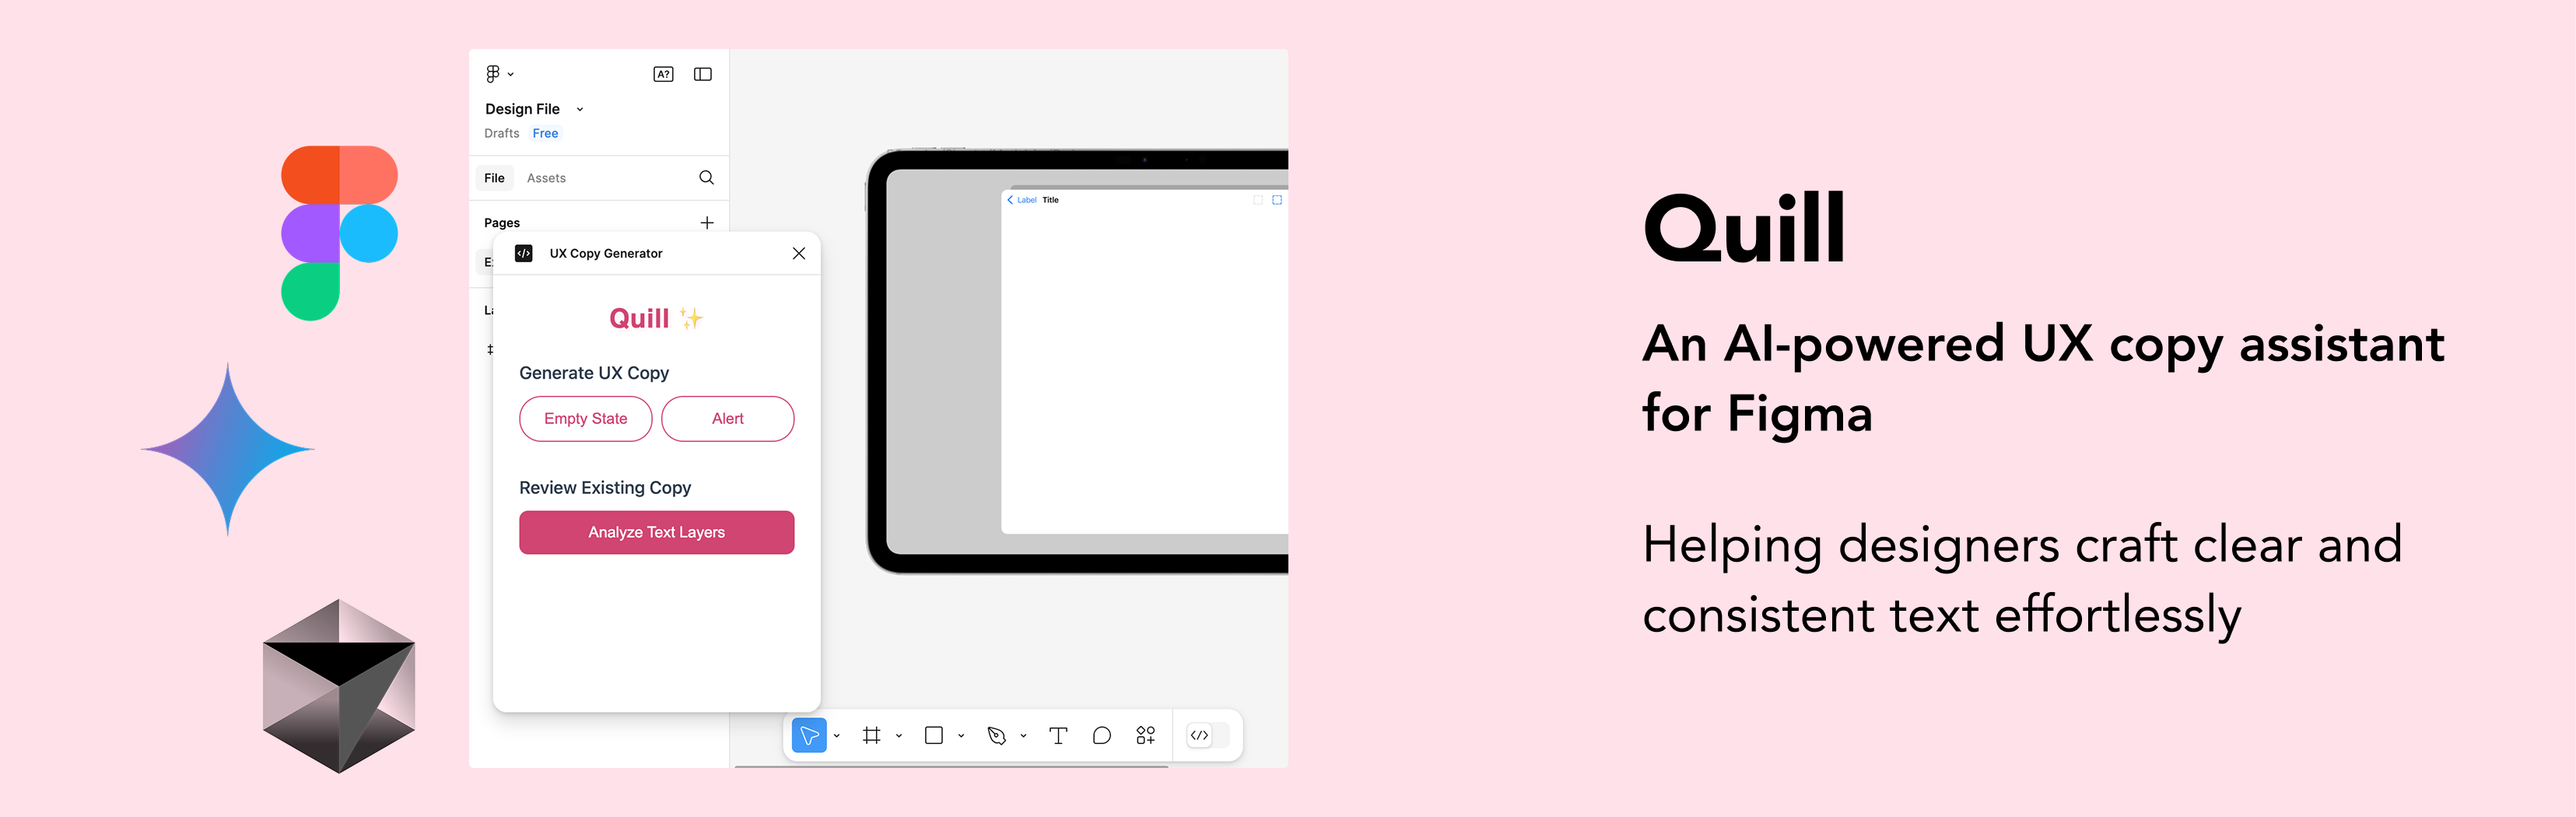 A?
Design File
Drafts Free
File Assets
Pages
UX Copy Generator
Quill ✨
Generate UX Copy
Empty State Alert
Review Existing Copy
Analyze Text Layers
Label Title
Quill
An AI-powered UX copy assistant
for Figma
Helping designers craft clear and
consistent text effortlessly